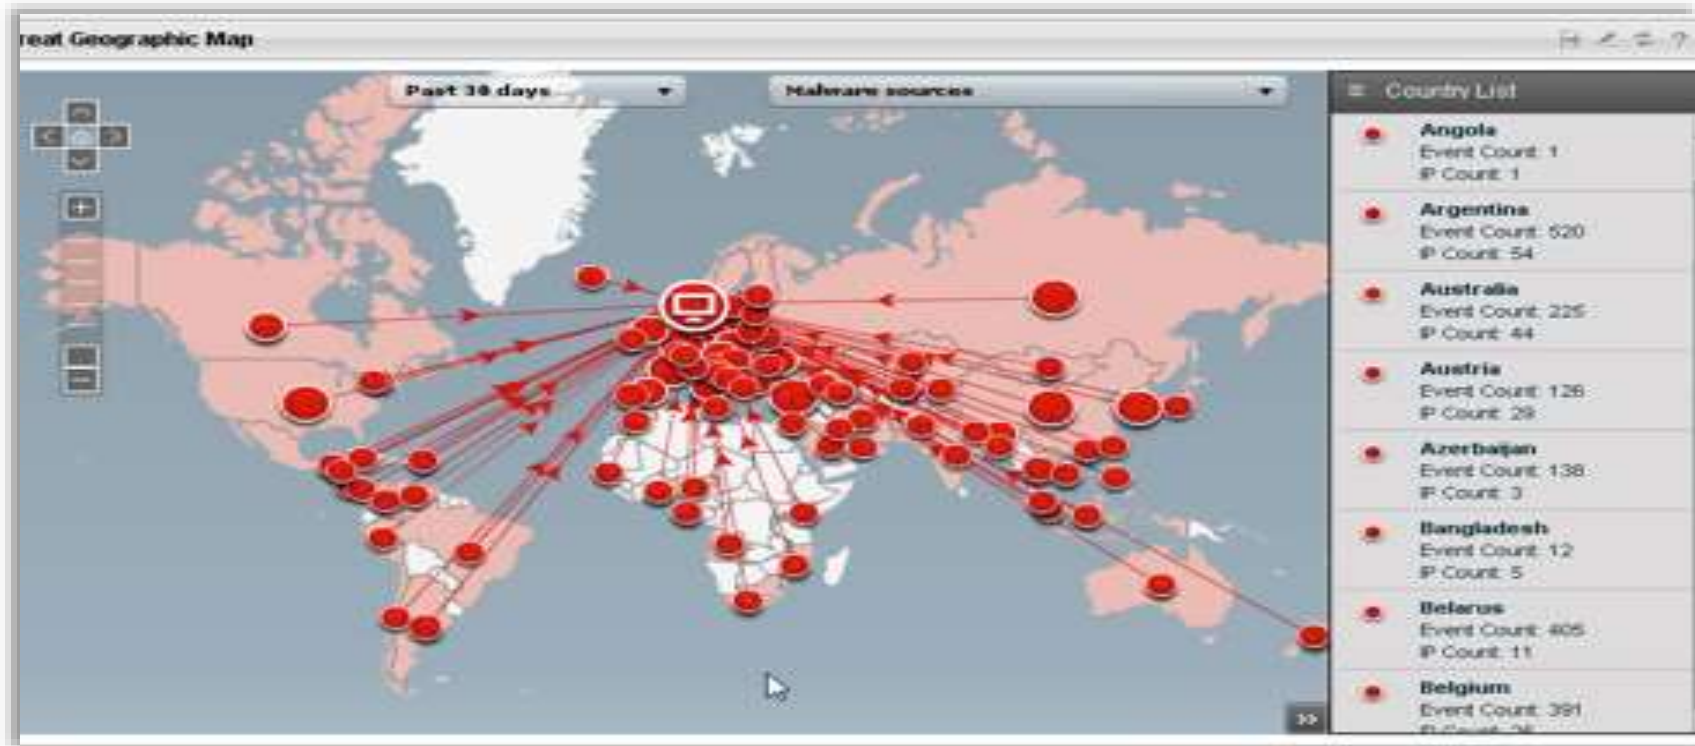 reat Geographic Map
Past 30 days
Malware sources
Country List
Angola
Event Count: 1
IP Count: 1
Argentina
Event Count: 520
IP Count: 54
Australia
Event Count: 225
IP Count: 44
Austria
Event Count: 126
IP Count: 29
Azerbaijan
Event Count: 138
IP Count: 3
Bangladesh
Event Count: 12
IP Count: 5
Belarus
Event Count: 405
IP Count: 11
Belgium
Event Count: 391
IP Count: